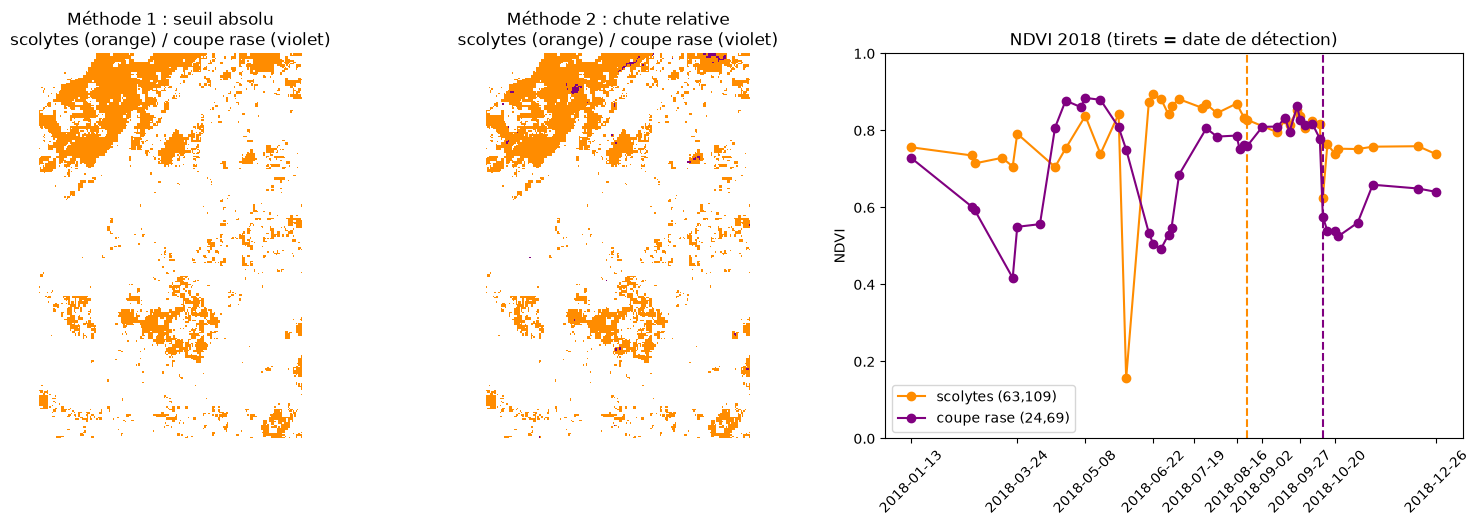 Méthode 1 : seuil absolu
scolytes (orange) / coupe rase (violet)
Méthode 2 : chute relative
scolytes (orange) / coupe rase (violet)
NDVI 2018 (tirets = date de détection)
1.0
0.8
0.6
0.4
0.2
0.0
NDVI
scolytes (63,109)
coupe rase (24,69)
2018-01-13
2018-03-24
2018-05-08
2018-06-22
2018-07-19
2018-08-16
2018-09-02
2018-09-27
2018-10-20
2018-12-26